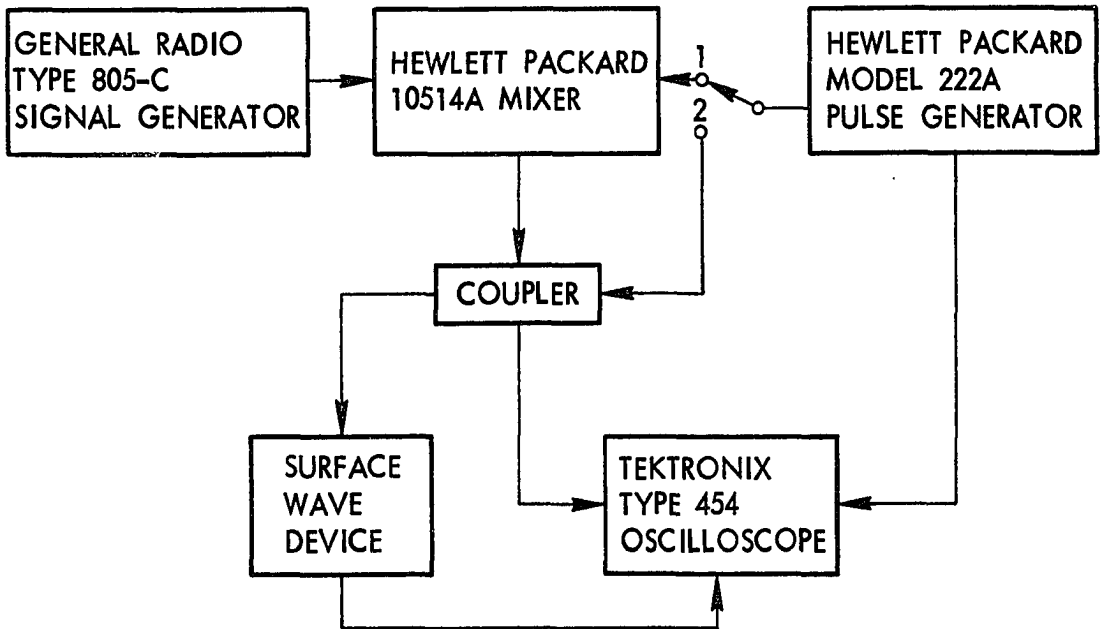 GENERAL RADIO
TYPE 805-C
SIGNAL GENERATOR
HEWLETT PACKARD
10514A MIXER
1
2
HEWLETT PACKARD
MODEL 222A
PULSE GENERATOR
COUPLER
SURFACE
WAVE
DEVICE
TEKTRONIX
TYPE 454
OSCILLOSCOPE